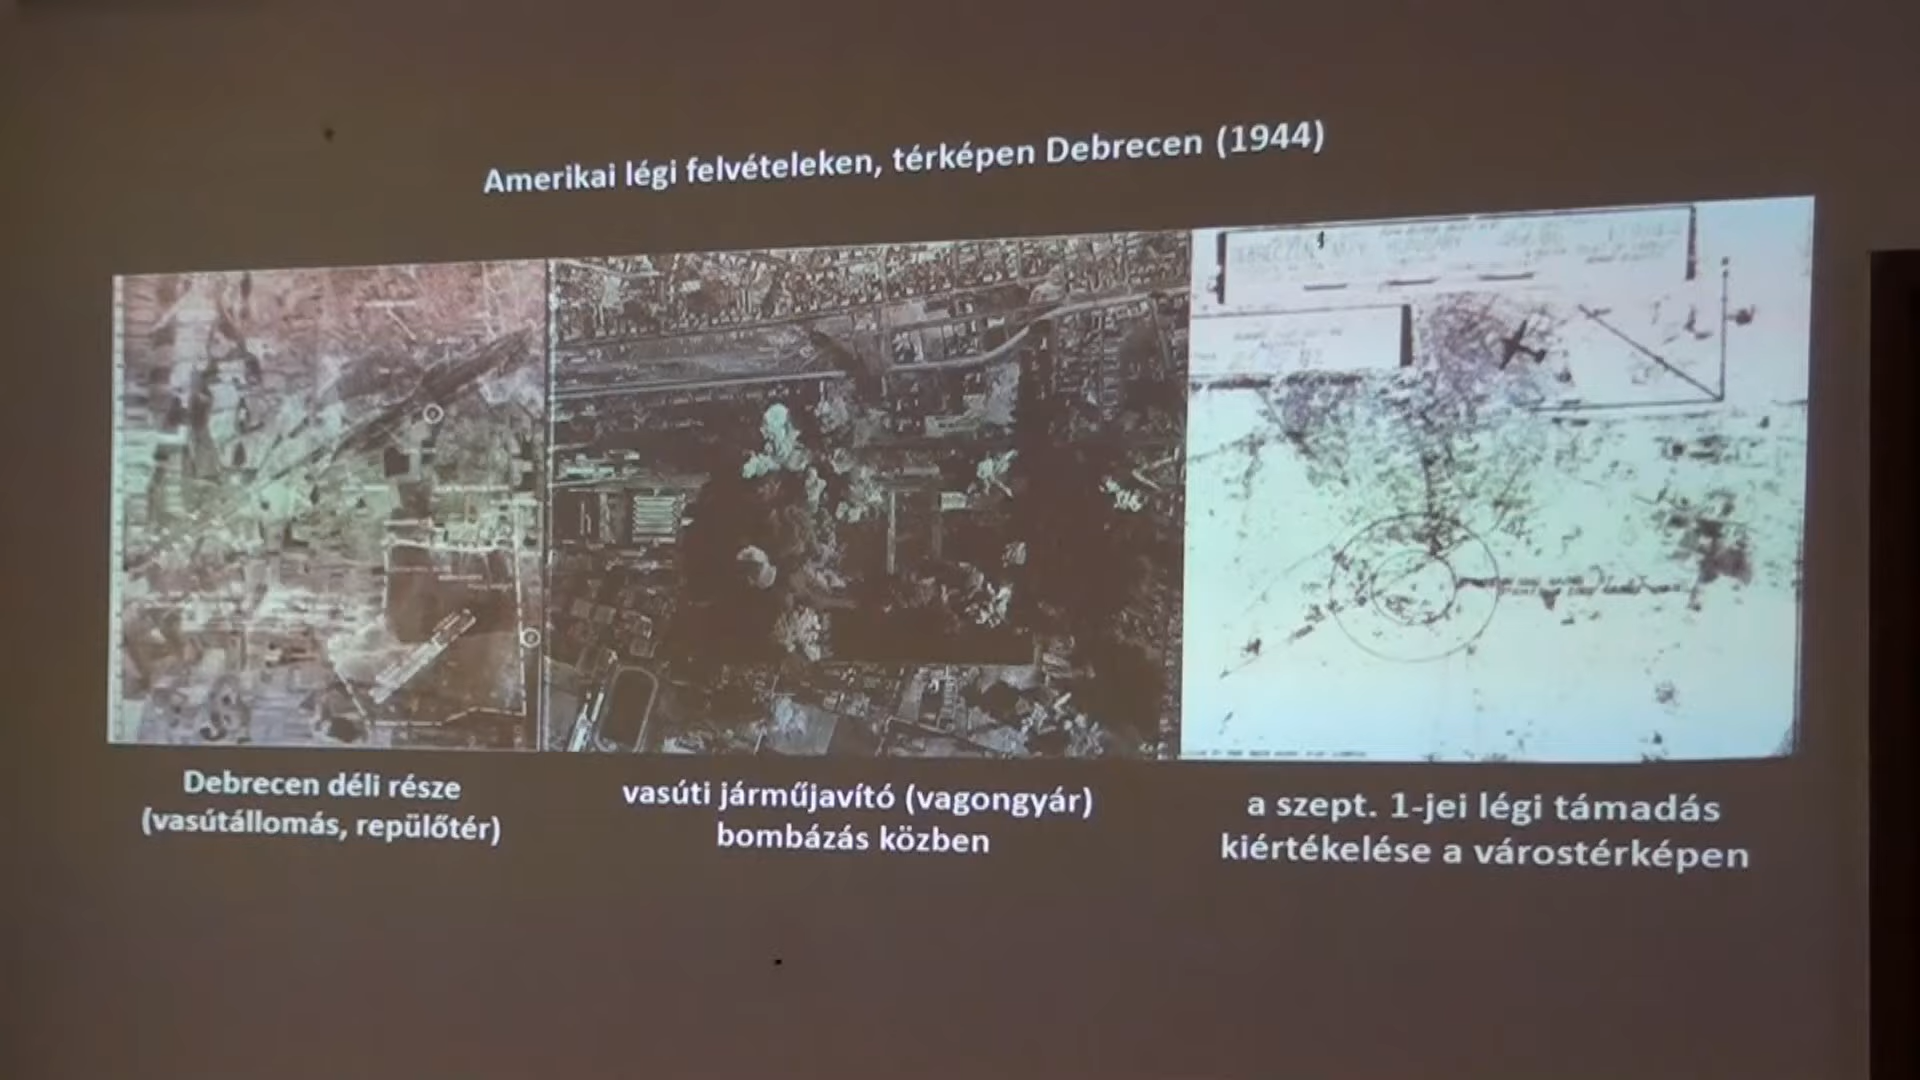 Amerikai légi felvételeken, térképen Debrecen (1944)
Debrecen déli része
(vasútállomás, repülőtér)
vasúti járműjavító (vagongyár)
bombázás közben
a szept. 1-jei légi támadás
kiértékelése a várostérképen